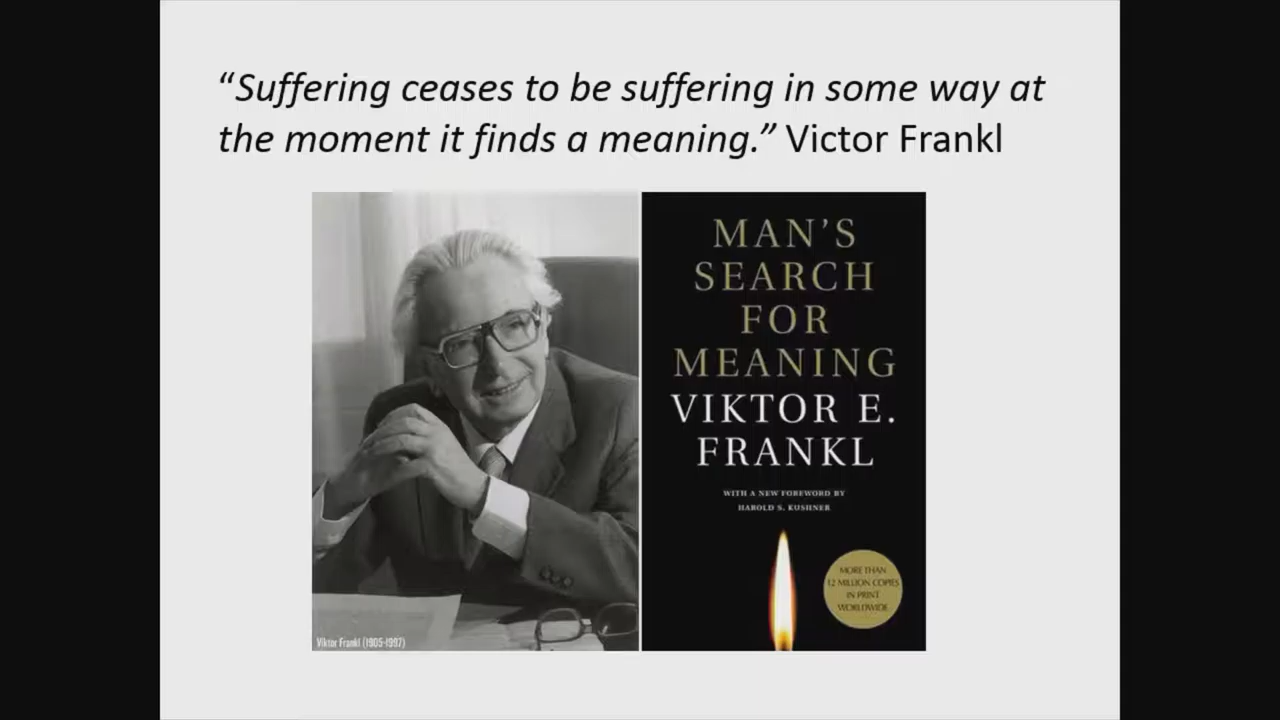 “Suffering ceases to be suffering in some way at
the moment it finds a meaning.” Victor Frankl
MAN’S
SEARCH
FOR
MEANING
VIKTOR E.
FRANKL
WITH A NEW FOREWORD BY
HAROLD S. KUSHNER
MORE THAN
12 MILLION COPIES
IN PRINT
WORLDWIDE
Viktor Frankl (1905-1997)